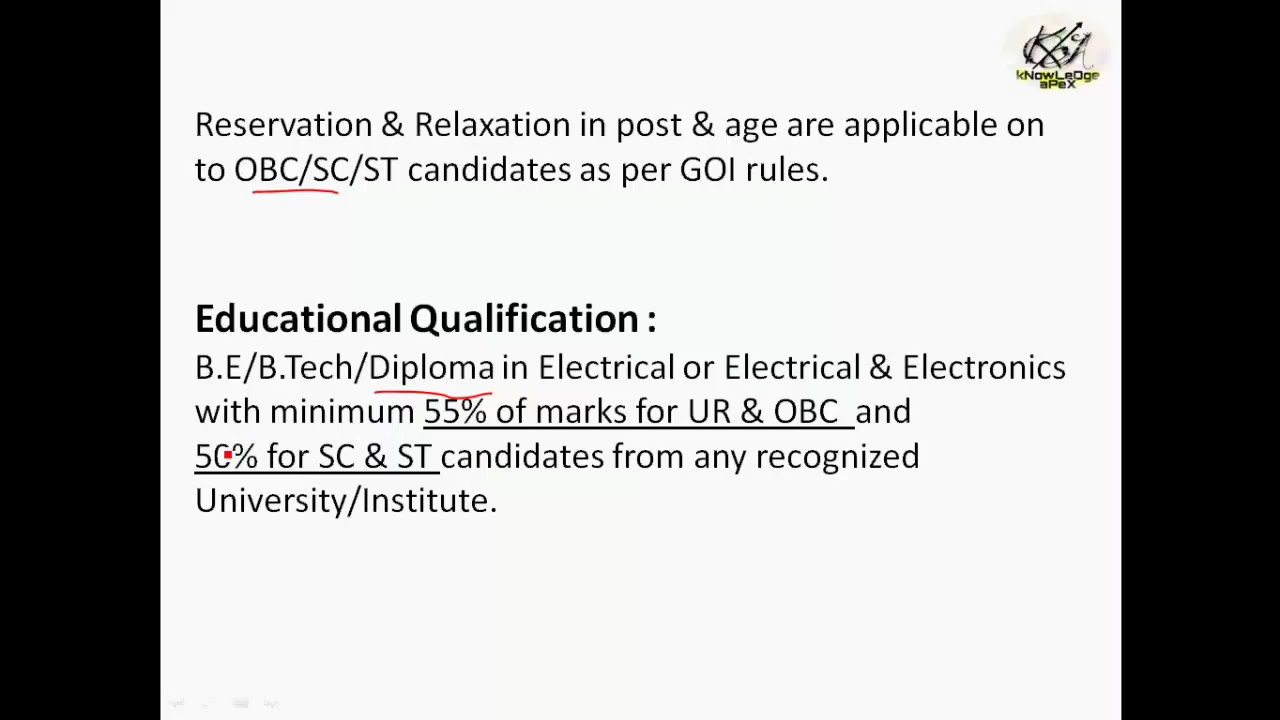 kNowLeDge
aPeX
Reservation & Relaxation in post & age are applicable on
to OBC/SC/ST candidates as per GOI rules.
Educational Qualification :
B.E/B.Tech/Diploma in Electrical or Electrical & Electronics
with minimum 55% of marks for UR & OBC and
50% for SC & ST candidates from any recognized
University/Institute.